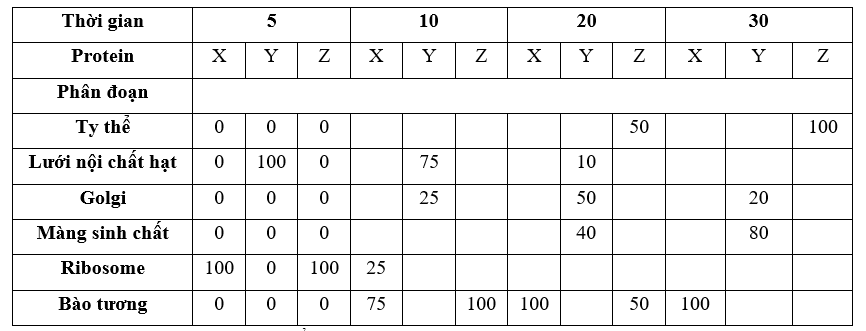 Thời gian 5 10 20 30
Protein X Y Z X Y Z X Y Z X Y Z
Phân đoạn
Ty thể 0 0 0 50 100
Lưới nội chất hạt 0 100 0 75 10
Golgi 0 0 0 25 50 20
Màng sinh chất 0 0 0 40 80
Ribosome 100 0 100 25
Bào tương 0 0 0 75 100 100 50 100